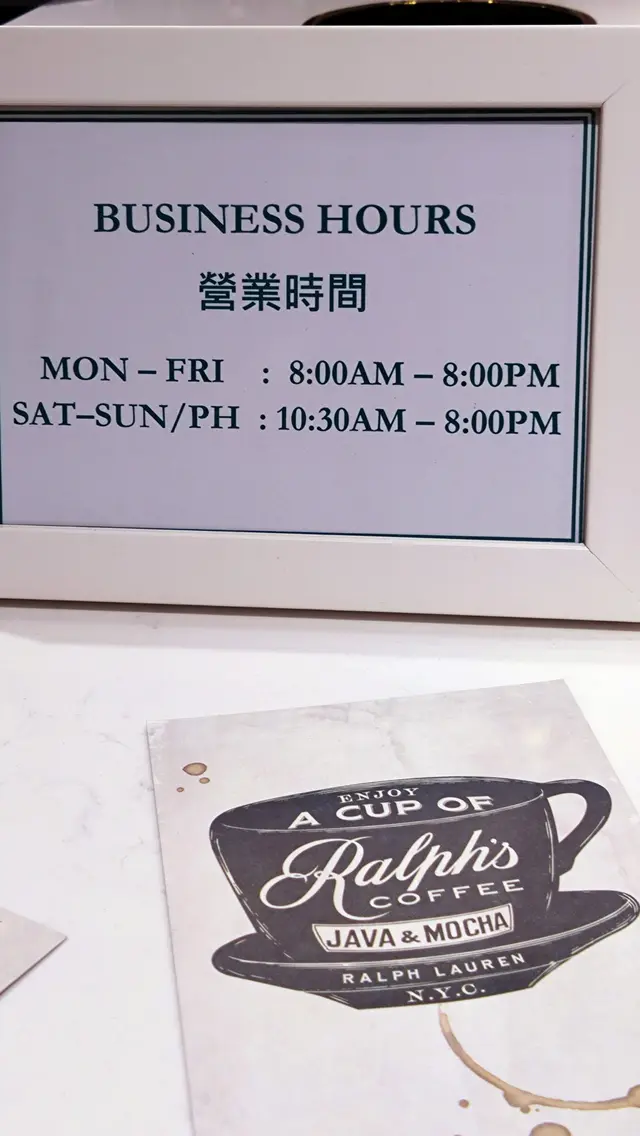 BUSINESS HOURS
營業時間
MON – FRI : 8:00AM – 8:00PM
SAT–SUN/PH : 10:30AM – 8:00PM
ENJOY
A CUP OF
Ralph's
COFFEE
JAVA & MOCHA
RALPH LAUREN
N.Y.C.